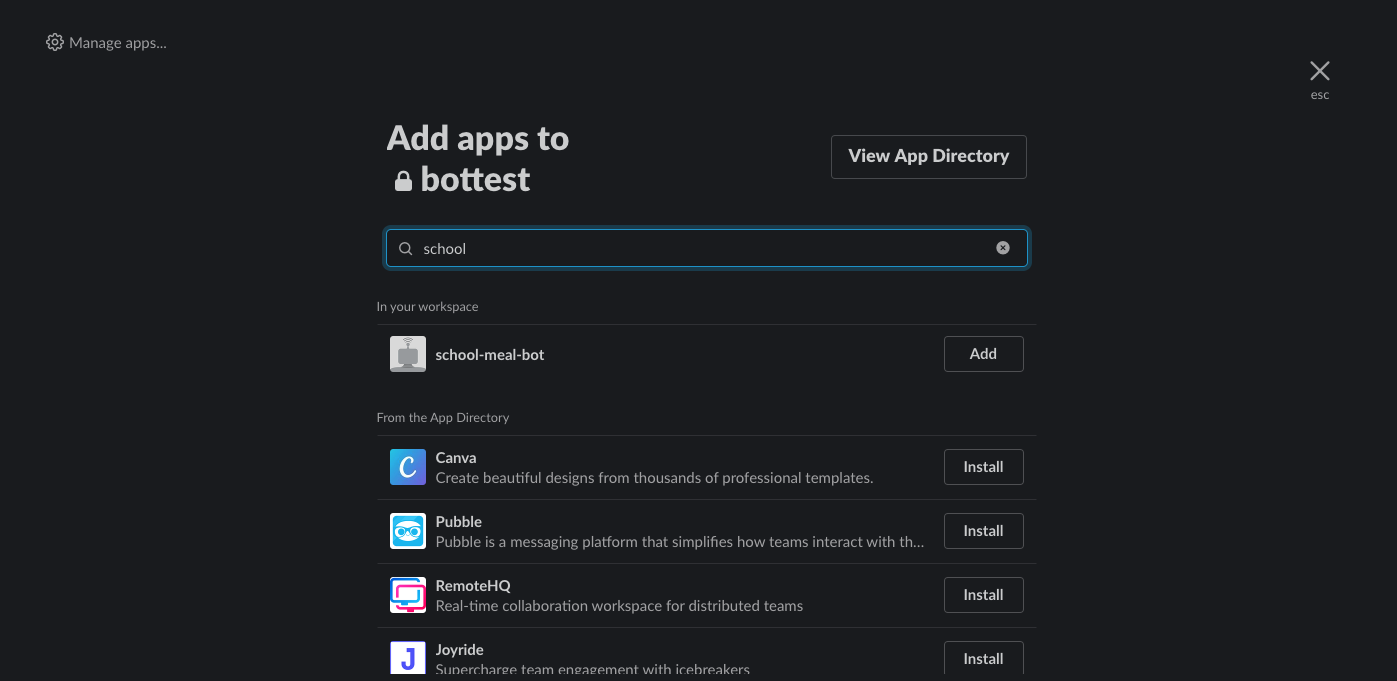 Manage apps...
esc
Add apps to
bottest
View App Directory
school
In your workspace
school-meal-bot
Add
From the App Directory
C
Canva
Create beautiful designs from thousands of professional templates.
Install
Pubble
Pubble is a messaging platform that simplifies how teams interact with th...
Install
RemoteHQ
Real-time collaboration workspace for distributed teams
Install
J
Joyride
Supercharge team engagement with icebreakers
Install